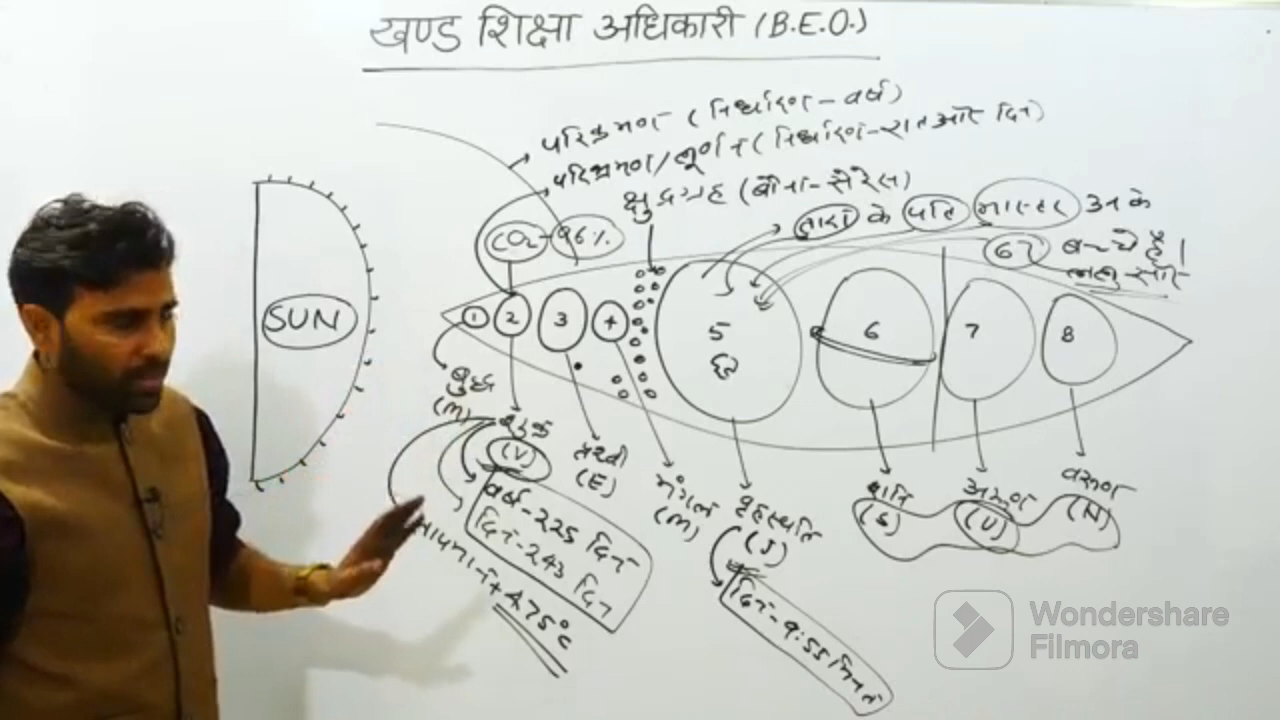 खण्ड शिक्षा अधिकारी (B.E.O.)
परिक्रमण (निर्धारण - वर्ष)
परिभ्रमण/घूर्णन (निर्धारण - रात और दिन)
क्षुद्रग्रह (बौना - सैरेस)
CO₂ - 96%
तारा के पति मास्टर उनके
67 बच्चे हैं।
SUN
1 2 3 4 5 6 7 8
बुद्ध
(M)
शुक्र
(V)
(E)
मंगल
(M)
बृहस्पति
(J)
शनि
(S)
अरुण
(U)
वरुण
(N)
वर्ष - 225 दिन
दिन - 243 दिन
तापमान + 475°C
दिन - 9:55 मिनट
Wondershare
Filmora